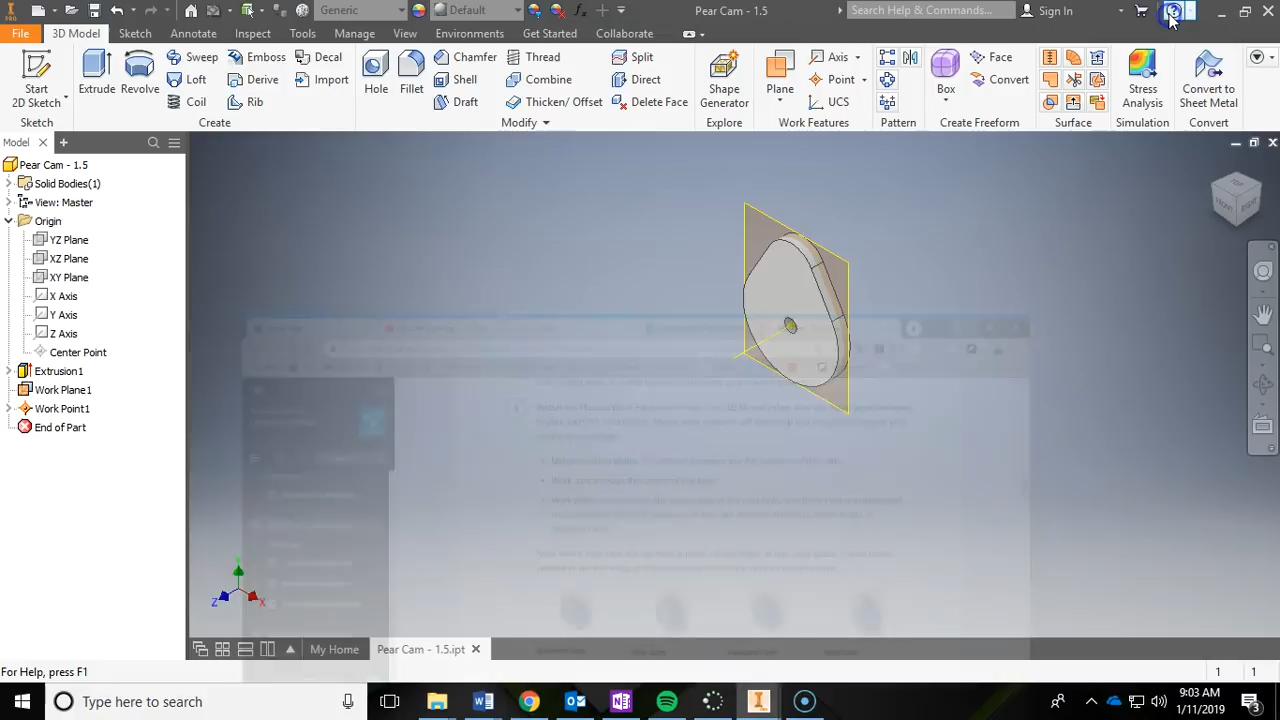 Generic
Default
Pear Cam - 1.5
Search Help & Commands...
Sign In
File 3D Model Sketch Annotate Inspect Tools Manage View Environments Get Started Collaborate
Start 2D Sketch
Extrude
Revolve
Sweep
Emboss
Decal
Loft
Derive
Import
Coil
Rib
Hole
Fillet
Chamfer
Thread
Split
Shell
Combine
Direct
Draft
Thicken/ Offset
Delete Face
Shape Generator
Plane
Axis
Point
UCS
Box
Face
Convert
Stress Analysis
Convert to Sheet Metal
Sketch Create Modify Explore Work Features Pattern Create Freeform Surface Simulation Convert
Model
Pear Cam - 1.5
Solid Bodies(1)
View: Master
Origin
YZ Plane
XZ Plane
XY Plane
X Axis
Y Axis
Z Axis
Center Point
Extrusion1
Work Plane1
Work Point1
End of Part
TOP
FRONT
RIGHT
Y
Z
X
My Home
Pear Cam - 1.5.ipt
For Help, press F1
1 1
Type here to search
9:03 AM
1/11/2019
3